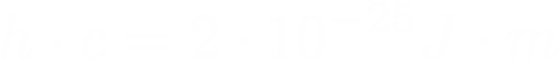 h · c = 2 · 10⁻²⁵ J · m